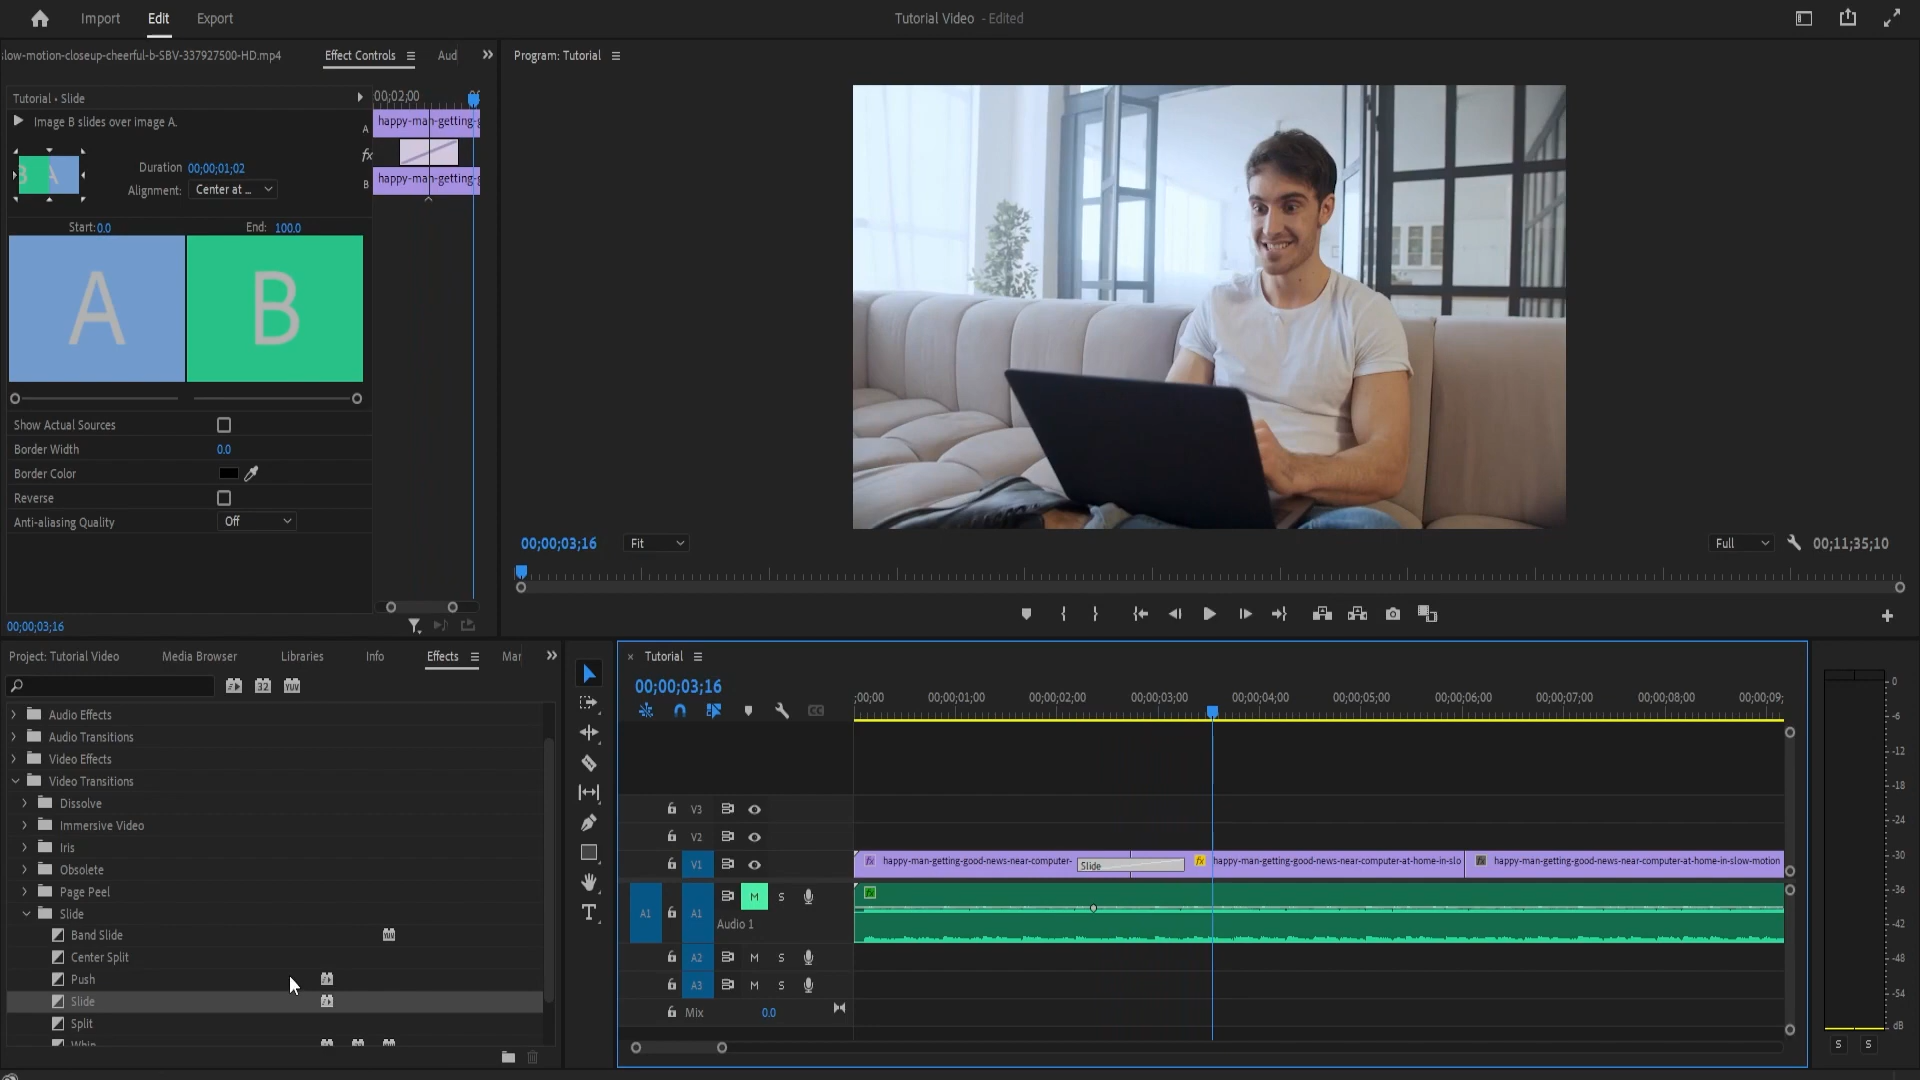 Import Edit Export Tutorial Video - Edited
low-motion-closeup-cheerful-b-SBV-337927500-HD.mp4 Effect Controls Aud Program: Tutorial
Tutorial • Slide 00;02;00
Image B slides over image A. A happy-man-getting-g
fx
B A Duration 00;00;01;02
B happy-man-getting-g
Alignment: Center at ...
Start: 0.0 End: 100.0
A B
Show Actual Sources
Border Width 0.0
Border Color
Reverse
Anti-aliasing Quality Off
00;00;03;16 Fit Full 00;11;35;10
00;00;03;16
Project: Tutorial Video Media Browser Libraries Info Effects Mar × Tutorial
32 YUV 00;00;03;16
;00;00 00;00;01;00 00;00;02;00 00;00;03;00 00;00;04;00 00;00;05;00 00;00;06;00 00;00;07;00 00;00;08;00 00;00;09;
Audio Effects
Audio Transitions
Video Effects
Video Transitions
Dissolve
Immersive Video
Iris
Obsolete
Page Peel
Slide
Band Slide
Center Split
Push
Slide
Split
Whip
T
V3
V2
V1 fx happy-man-getting-good-news-near-computer- Slide fx happy-man-getting-good-news-near-computer-at-home-in-slo fx happy-man-getting-good-news-near-computer-at-home-in-slow-motion
A1 A1 M S fx
Audio 1
A2 M S
A3 M S
Mix 0.0
0
-6
-12
-18
-24
-30
-36
-42
-48
-54
dB
S S